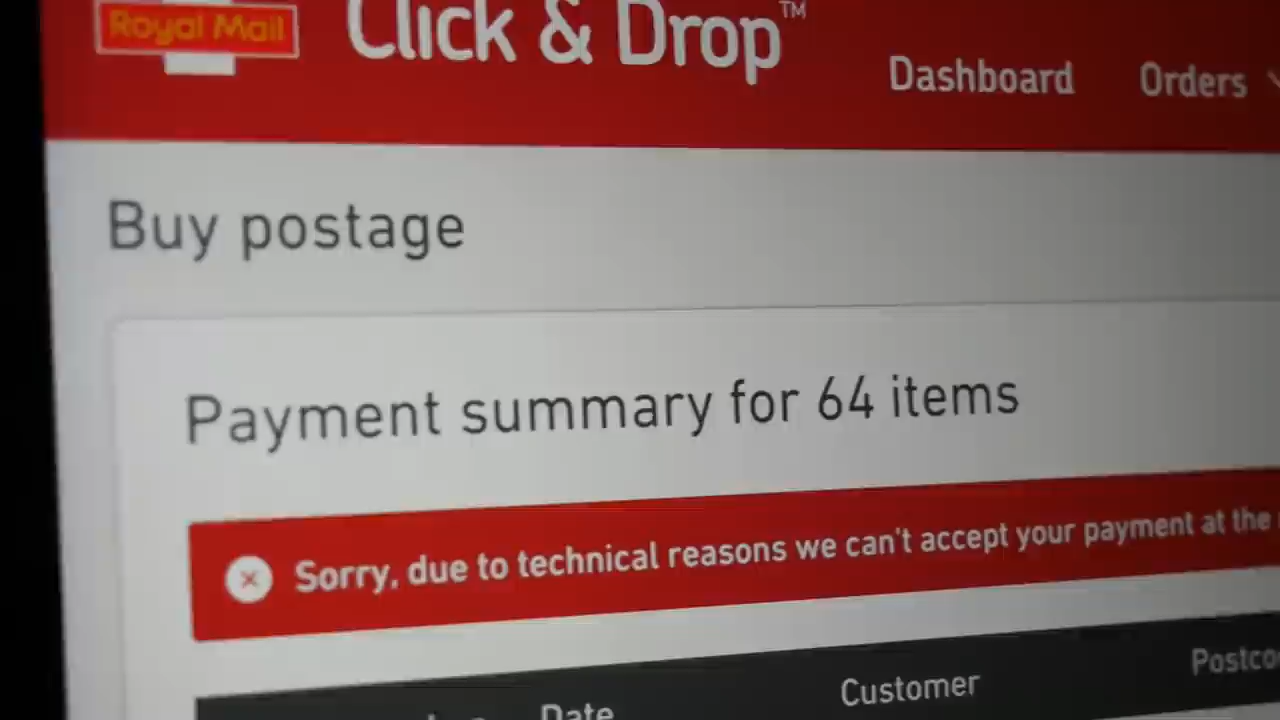 Royal Mail
Click & Drop™
Dashboard
Orders
Buy postage
Payment summary for 64 items
Sorry, due to technical reasons we can't accept your payment at the
Date
Customer